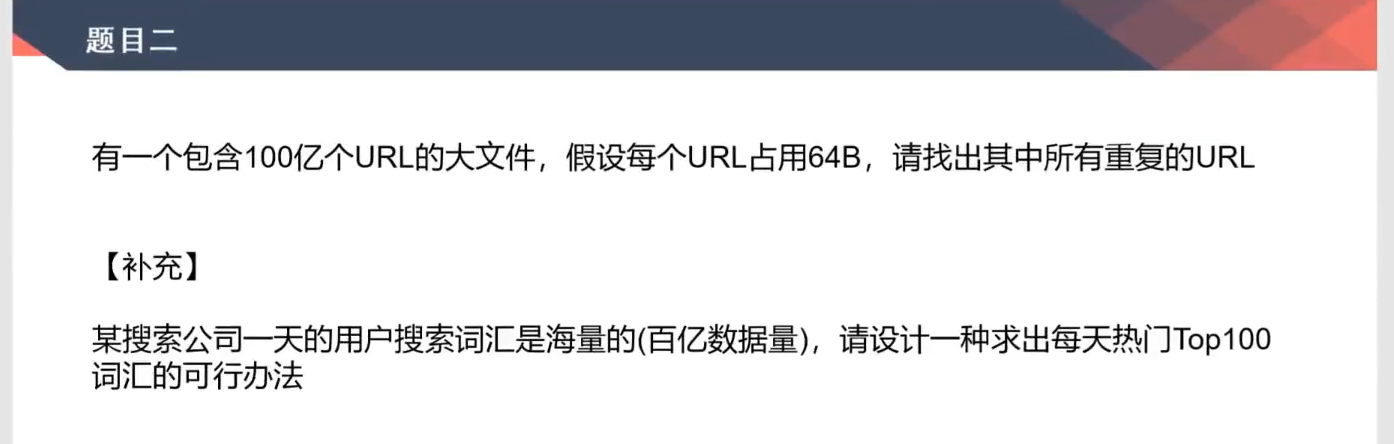 题目二
有一个包含100亿个URL的大文件，假设每个URL占用64B，请找出其中所有重复的URL
【补充】
某搜索公司一天的用户搜索词汇是海量的(百亿数据量)，请设计一种求出每天热门Top100
词汇的可行办法